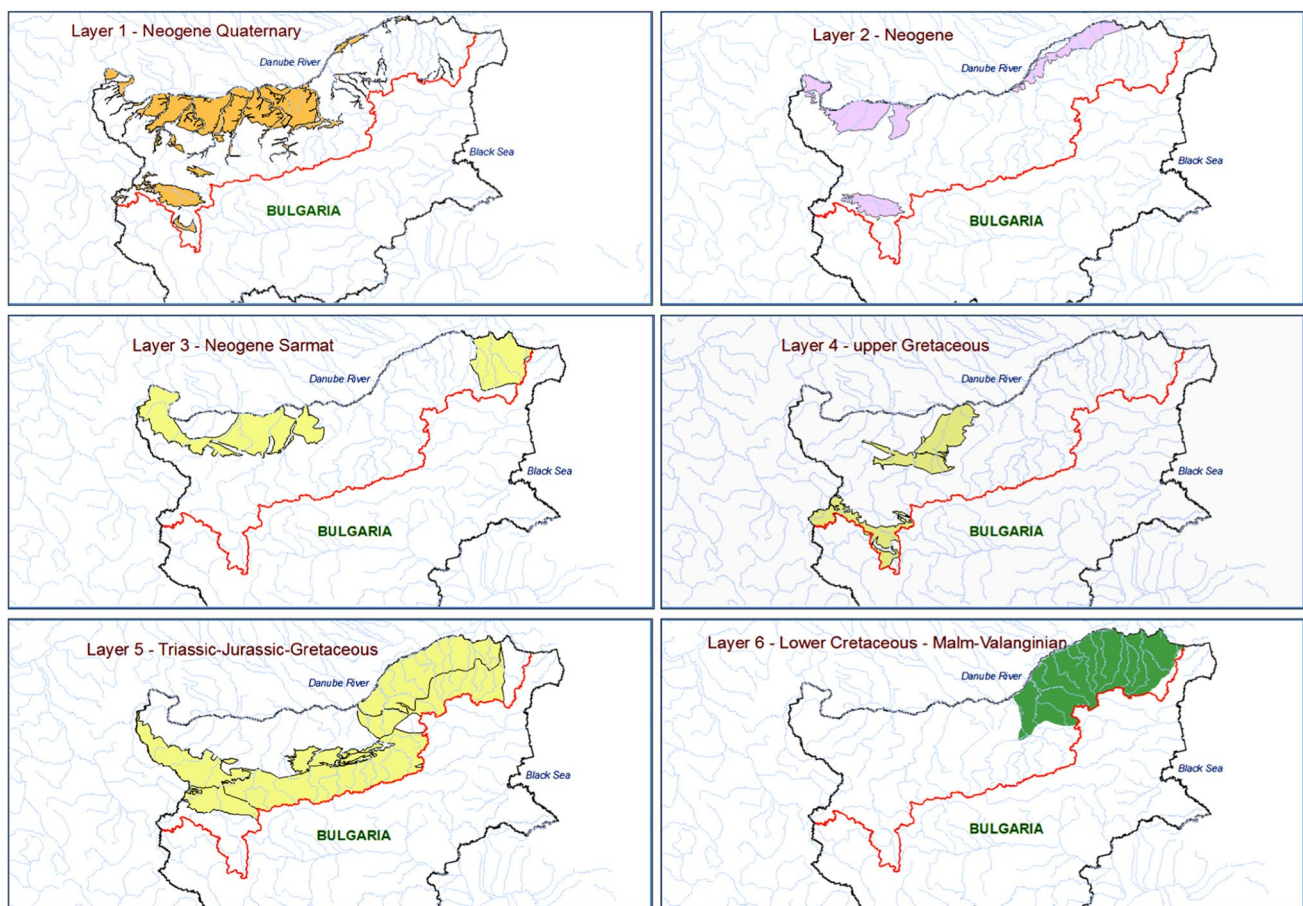 Layer 1 - Neogene Quaternary
Danube River
Black Sea
BULGARIA
Layer 2 - Neogene
Danube River
Black Sea
BULGARIA
Layer 3 - Neogene Sarmat
Danube River
Black Sea
BULGARIA
Layer 4 - upper Gretaceous
Danube River
Black Sea
BULGARIA
Layer 5 - Triassic-Jurassic-Gretaceous
Danube River
Black Sea
BULGARIA
Layer 6 - Lower Cretaceous - Malm-Valanginian
Danube River
Black Sea
BULGARIA